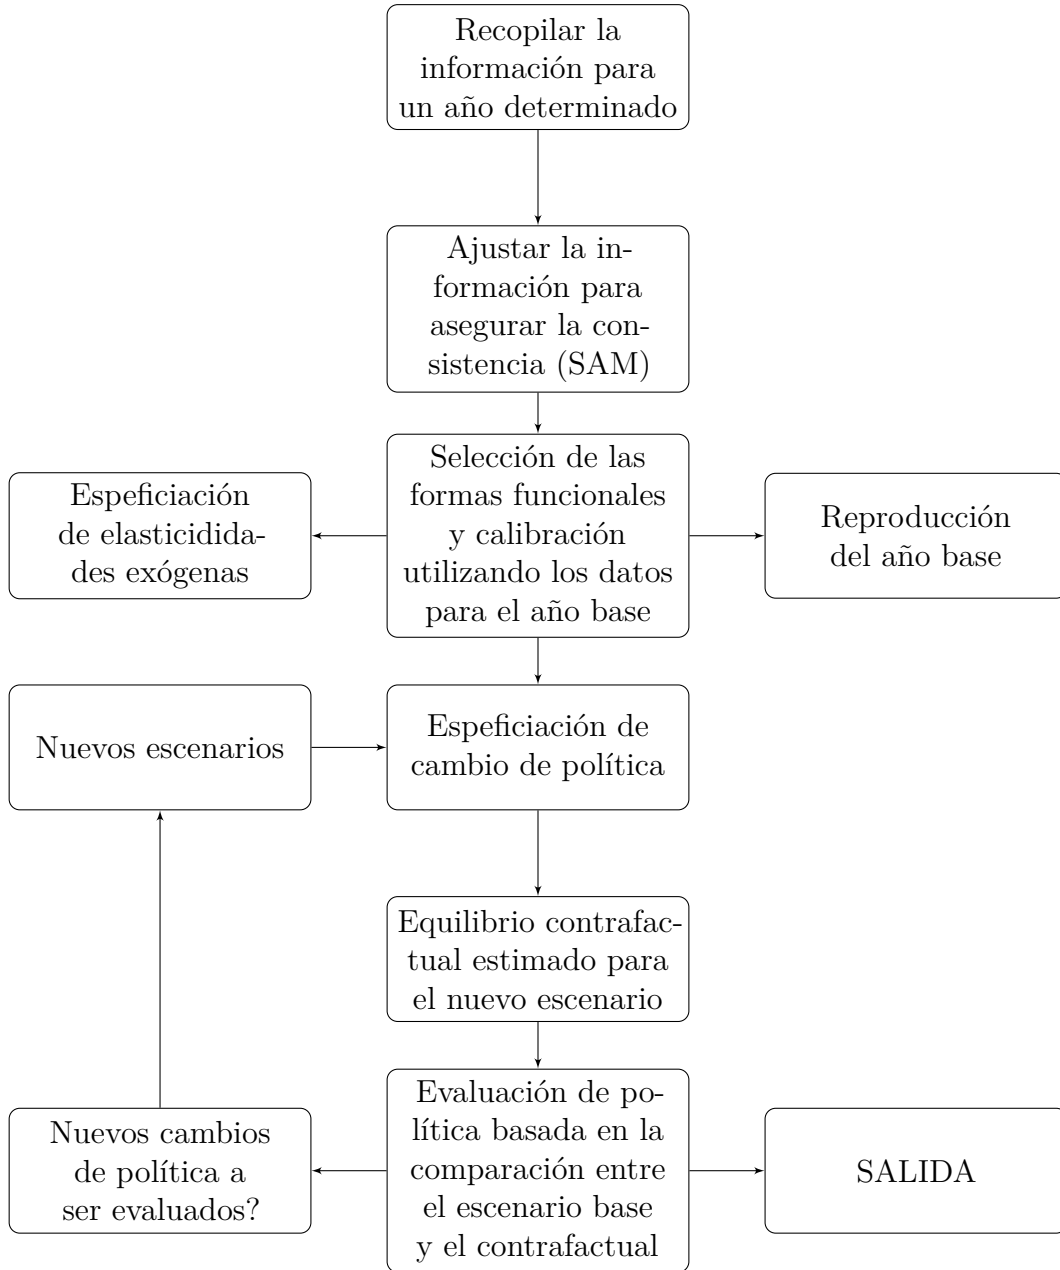 Recopilar la
información para
un año determinado
Ajustar la in-
formación para
asegurar la con-
sistencia (SAM)
Espeficiación
de elasticidida-
des exógenas
Selección de las
formas funcionales
y calibración
utilizando los datos
para el año base
Reproducción
del año base
Nuevos escenarios
Espeficiación de
cambio de política
Equilibrio contrafac-
tual estimado para
el nuevo escenario
Nuevos cambios
de política a
ser evaluados?
Evaluación de po-
lítica basada en la
comparación entre
el escenario base
y el contrafactual
SALIDA